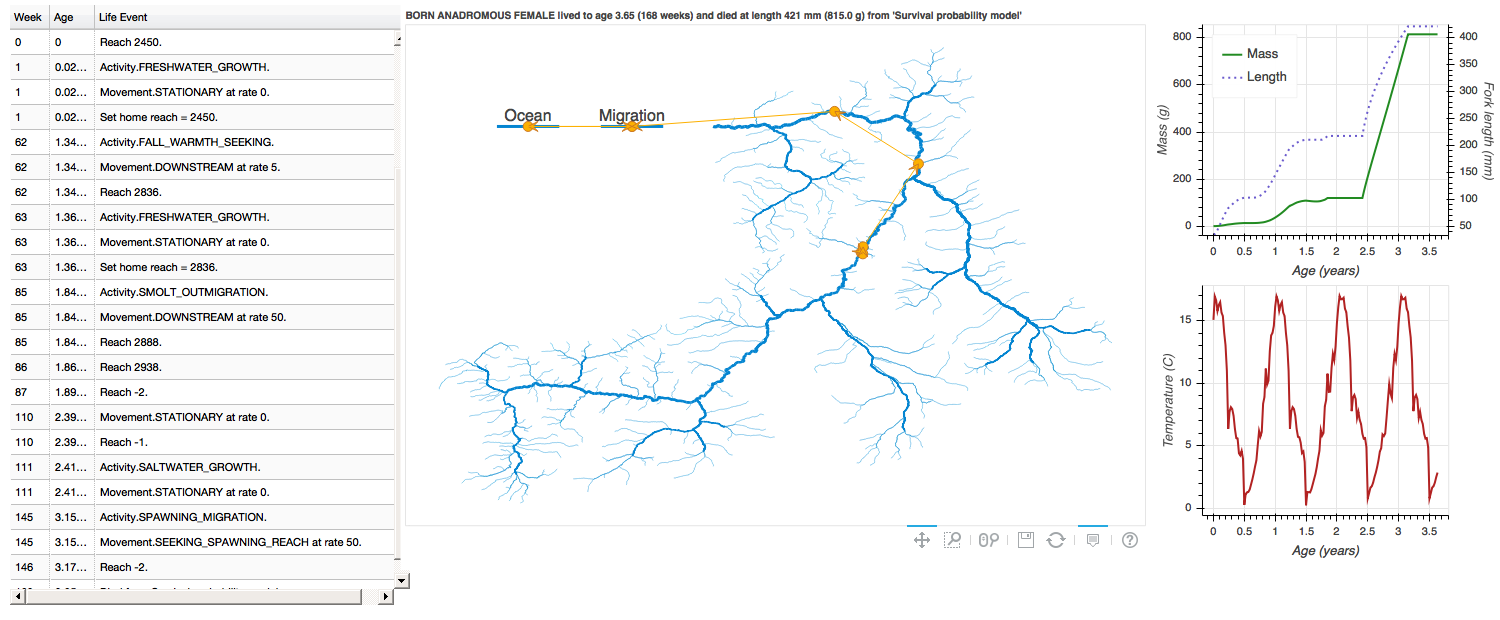 Week Age Life Event
0 0 Reach 2450.
1 0.02... Activity.FRESHWATER_GROWTH.
1 0.02... Movement.STATIONARY at rate 0.
1 0.02... Set home reach = 2450.
62 1.34... Activity.FALL_WARMTH_SEEKING.
62 1.34... Movement.DOWNSTREAM at rate 5.
62 1.34... Reach 2836.
63 1.36... Activity.FRESHWATER_GROWTH.
63 1.36... Movement.STATIONARY at rate 0.
63 1.36... Set home reach = 2836.
85 1.84... Activity.SMOLT_OUTMIGRATION.
85 1.84... Movement.DOWNSTREAM at rate 50.
85 1.84... Reach 2888.
86 1.86... Reach 2938.
87 1.89... Reach -2.
110 2.39... Movement.STATIONARY at rate 0.
110 2.39... Reach -1.
111 2.41... Activity.SALTWATER_GROWTH.
111 2.41... Movement.STATIONARY at rate 0.
145 3.15... Activity.SPAWNING_MIGRATION.
145 3.15... Movement.SEEKING_SPAWNING_REACH at rate 50.
146 3.17... Reach -2.
BORN ANADROMOUS FEMALE lived to age 3.65 (168 weeks) and died at length 421 mm (815.0 g) from 'Survival probability model'
Ocean Migration
Mass
Length
Mass (g)
800
600
400
200
0
Fork length (mm)
400
350
300
250
200
150
100
50
0 0.5 1 1.5 2 2.5 3 3.5
Age (years)
Temperature (C)
15
10
5
0
0 0.5 1 1.5 2 2.5 3 3.5
Age (years)